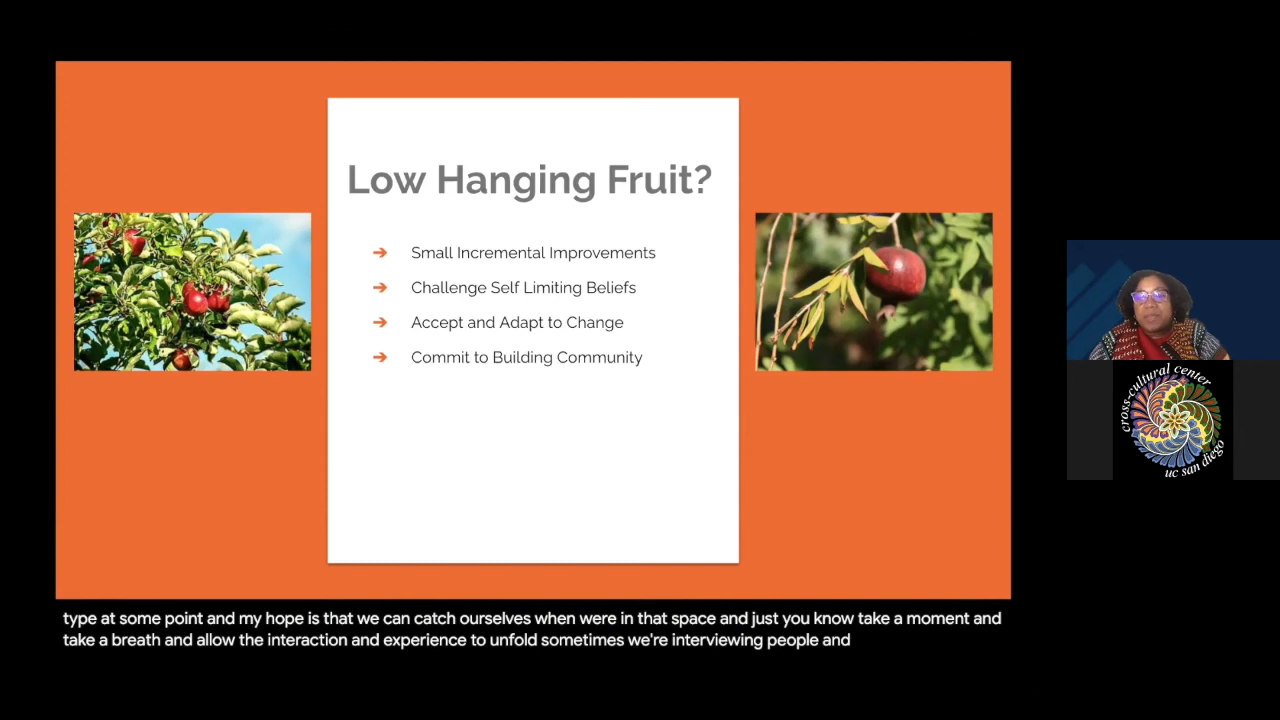 Low Hanging Fruit?
➔ Small Incremental Improvements
➔ Challenge Self Limiting Beliefs
➔ Accept and Adapt to Change
➔ Commit to Building Community
cross-cultural center
uc san diego
type at some point and my hope is that we can catch ourselves when were in that space and just you know take a moment and
take a breath and allow the interaction and experience to unfold sometimes we're interviewing people and